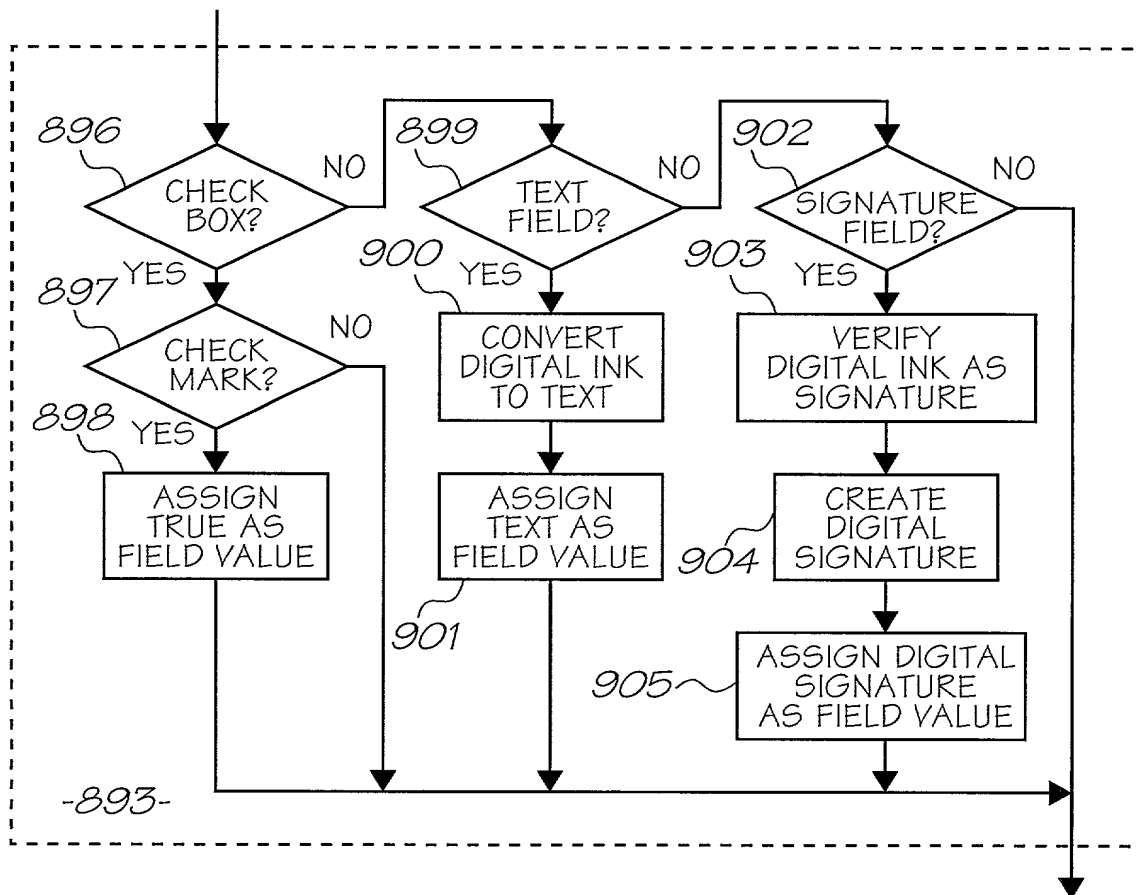 896
CHECK
BOX?
NO
YES
899
TEXT
FIELD?
NO
YES
902
SIGNATURE
FIELD?
NO
YES
897
CHECK
MARK?
NO
YES
898
ASSIGN
TRUE AS
FIELD VALUE
900
CONVERT
DIGITAL INK
TO TEXT
901
ASSIGN
TEXT AS
FIELD VALUE
903
VERIFY
DIGITAL INK AS
SIGNATURE
904
CREATE
DIGITAL
SIGNATURE
905
ASSIGN DIGITAL
SIGNATURE
AS FIELD VALUE
-893-